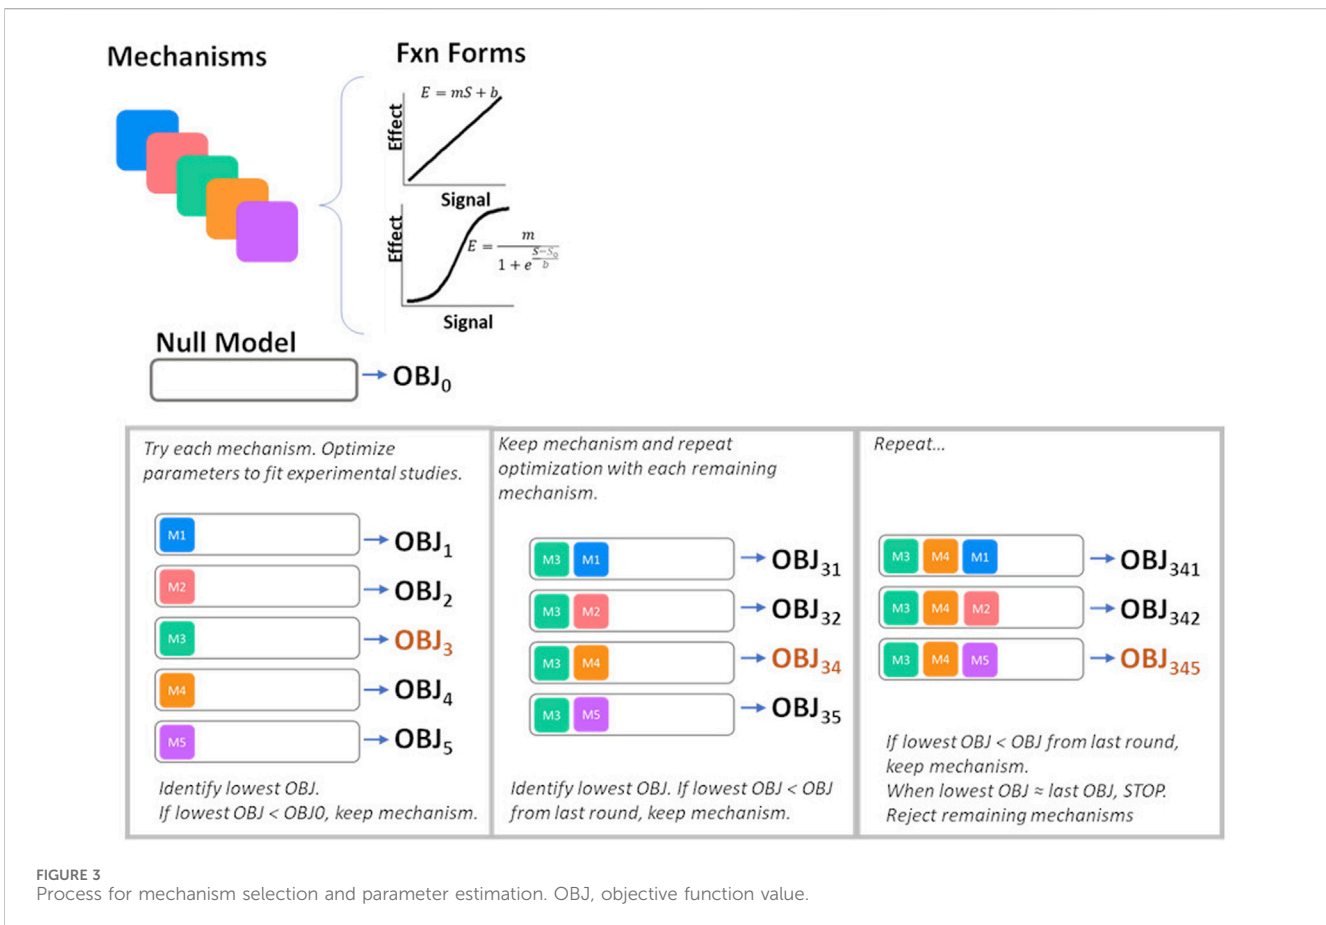 Mechanisms
Fxn Forms
E = mS + b
Effect
Signal
Effect
E = m / 1 + e^(S−S₀ / b)
Signal
Null Model
OBJ₀
Try each mechanism. Optimize
parameters to fit experimental studies.
M1 OBJ₁
M2 OBJ₂
M3 OBJ₃
M4 OBJ₄
M5 OBJ₅
Identify lowest OBJ.
If lowest OBJ < OBJ0, keep mechanism.
Keep mechanism and repeat
optimization with each remaining
mechanism.
M3 M1 OBJ₃₁
M3 M2 OBJ₃₂
M3 M4 OBJ₃₄
M3 M5 OBJ₃₅
Identify lowest OBJ. If lowest OBJ < OBJ
from last round, keep mechanism.
Repeat...
M3 M4 M1 OBJ₃₄₁
M3 M4 M2 OBJ₃₄₂
M3 M4 M5 OBJ₃₄₅
If lowest OBJ < OBJ from last round,
keep mechanism.
When lowest OBJ ≈ last OBJ, STOP.
Reject remaining mechanisms
FIGURE 3
Process for mechanism selection and parameter estimation. OBJ, objective function value.